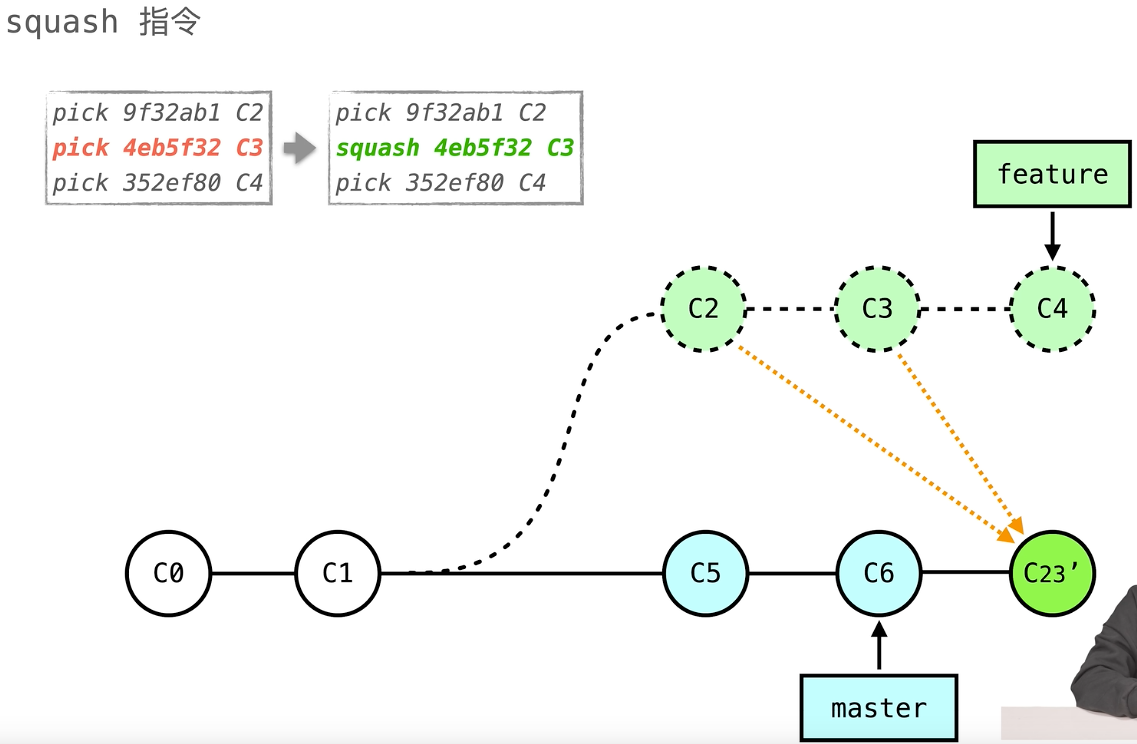 squash 指令
pick 9f32ab1 C2
pick 4eb5f32 C3
pick 352ef80 C4
pick 9f32ab1 C2
squash 4eb5f32 C3
pick 352ef80 C4
feature
C2
C3
C4
C0
C1
C5
C6
C23’
master